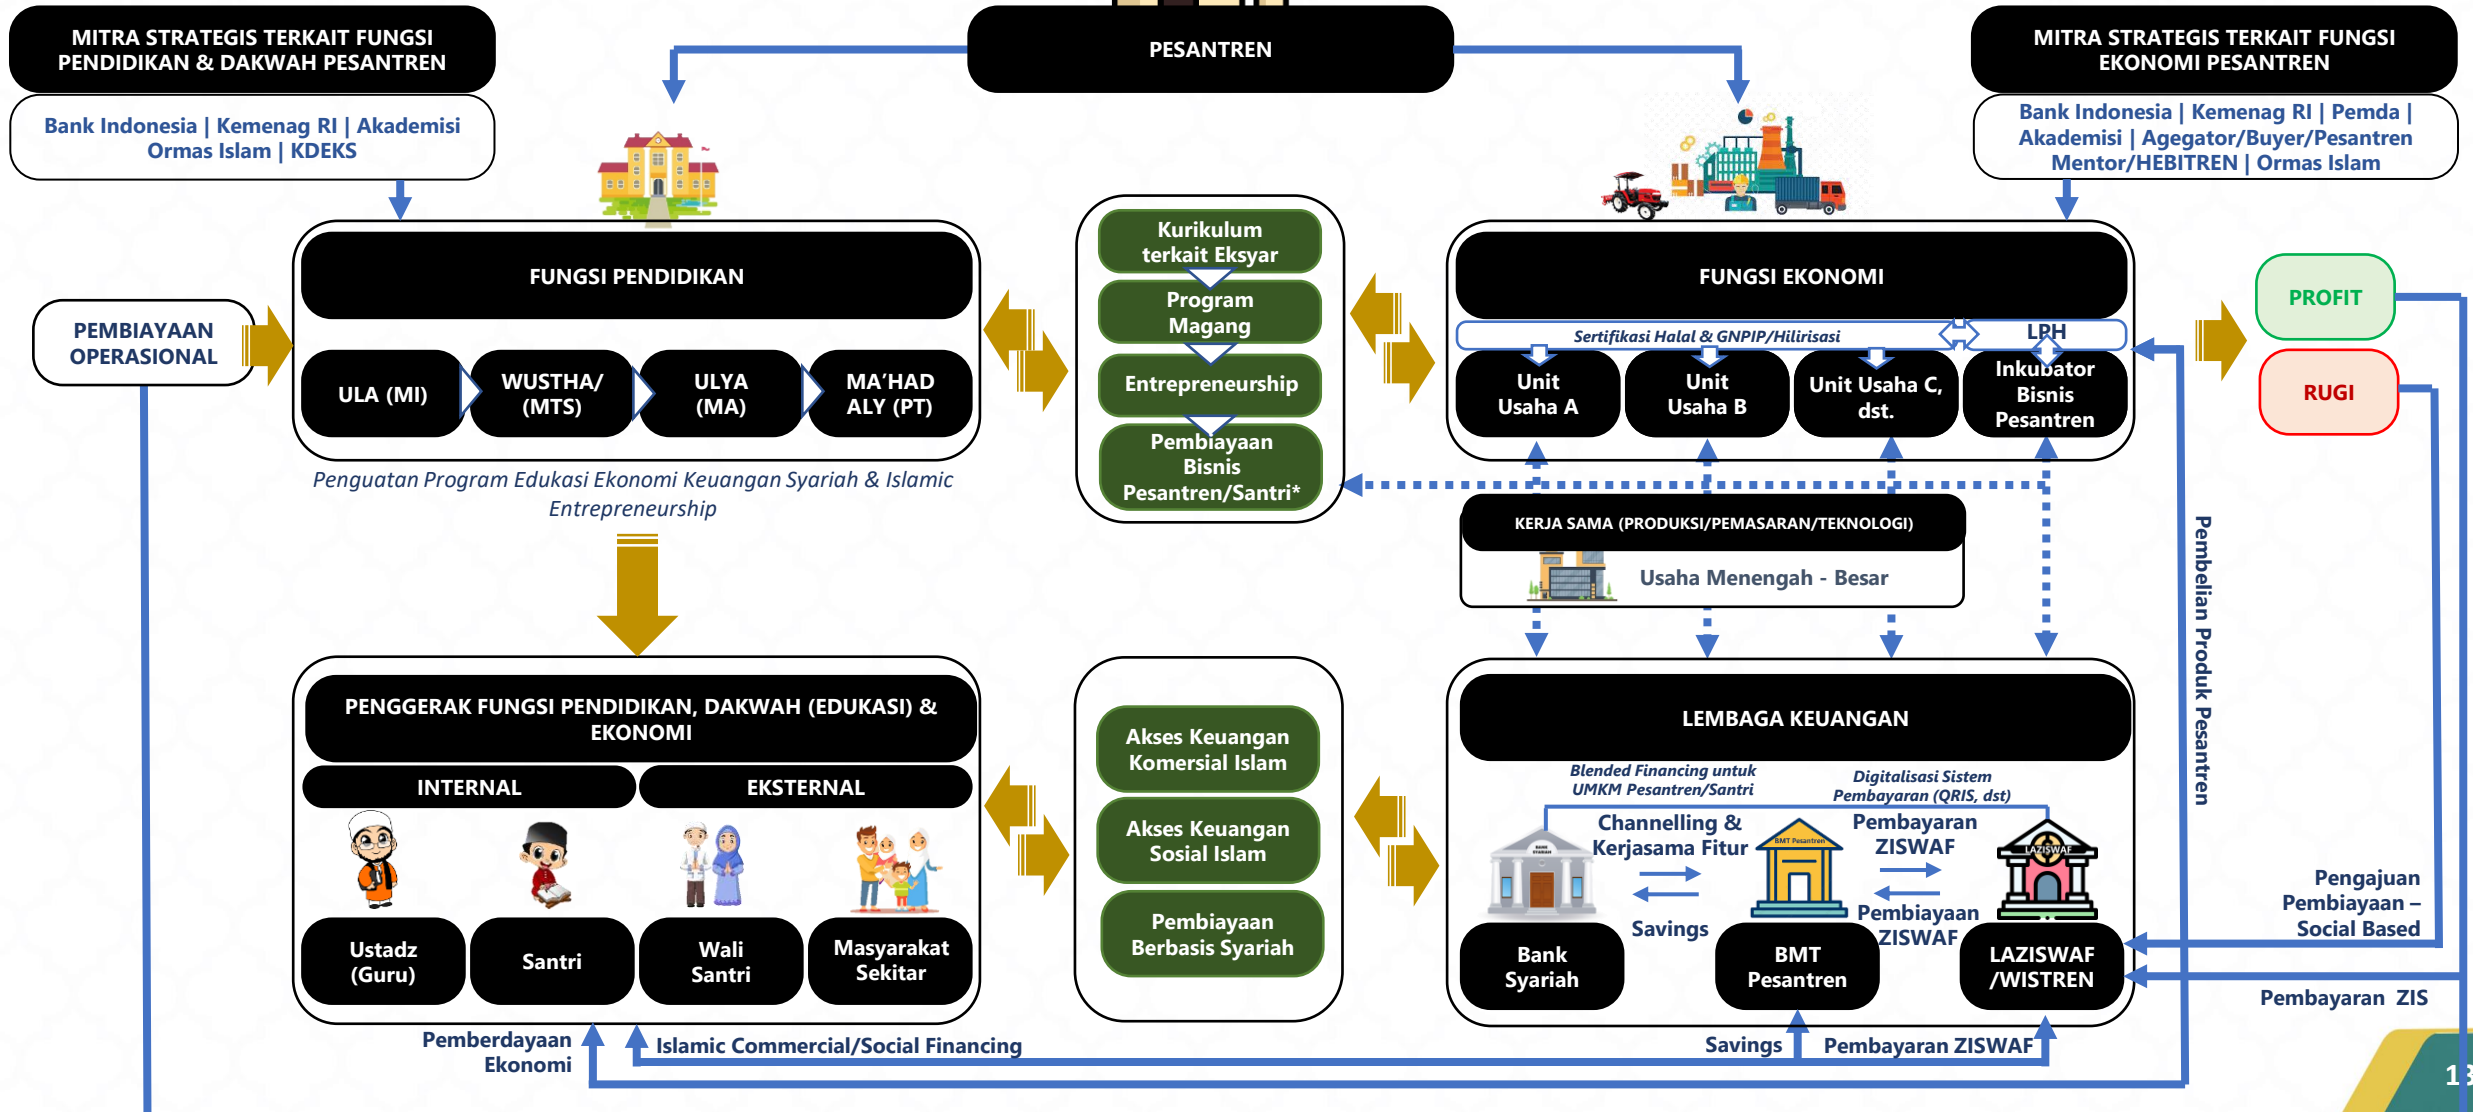 MITRA STRATEGIS TERKAIT FUNGSI
PENDIDIKAN & DAKWAH PESANTREN
Bank Indonesia | Kemenag RI | Akademisi
Ormas Islam | KDEKS
PESANTREN
MITRA STRATEGIS TERKAIT FUNGSI
EKONOMI PESANTREN
Bank Indonesia | Kemenag RI | Pemda |
Akademisi | Agegator/Buyer/Pesantren
Mentor/HEBITREN | Ormas Islam
PEMBIAYAAN
OPERASIONAL
FUNGSI PENDIDIKAN
ULA (MI)
WUSTHA/
(MTS)
ULYA
(MA)
MA'HAD
ALY (PT)
Penguatan Program Edukasi Ekonomi Keuangan Syariah & Islamic
Entrepreneurship
Kurikulum
terkait Eksyar
Program
Magang
Entrepreneurship
Pembiayaan
Bisnis
Pesantren/Santri*
FUNGSI EKONOMI
Sertifikasi Halal & GNPIP/Hilirisasi
LPH
Unit
Usaha A
Unit
Usaha B
Unit Usaha C,
dst.
Inkubator
Bisnis
Pesantren
PROFIT
RUGI
KERJA SAMA (PRODUKSI/PEMASARAN/TEKNOLOGI)
Usaha Menengah - Besar
Pembelian Produk Pesantren
PENGGERAK FUNGSI PENDIDIKAN, DAKWAH (EDUKASI) &
EKONOMI
INTERNAL
EKSTERNAL
Ustadz
(Guru)
Santri
Wali
Santri
Masyarakat
Sekitar
Akses Keuangan
Komersial Islam
Akses Keuangan
Sosial Islam
Pembiayaan
Berbasis Syariah
LEMBAGA KEUANGAN
Blended Financing untuk
UMKM Pesantren/Santri
Digitalisasi Sistem
Pembayaran (QRIS, dst)
Channelling &
Kerjasama Fitur
Savings
Pembayaran
ZISWAF
Pembiayaan
ZISWAF
BANK
SYARIAH
BMT Pesantren
LAZISWAF
Bank
Syariah
BMT
Pesantren
LAZISWAF
/WISTREN
Pengajuan
Pembiayaan –
Social Based
Pembayaran ZIS
Pemberdayaan
Ekonomi
Islamic Commercial/Social Financing
Savings
Pembayaran ZISWAF
13